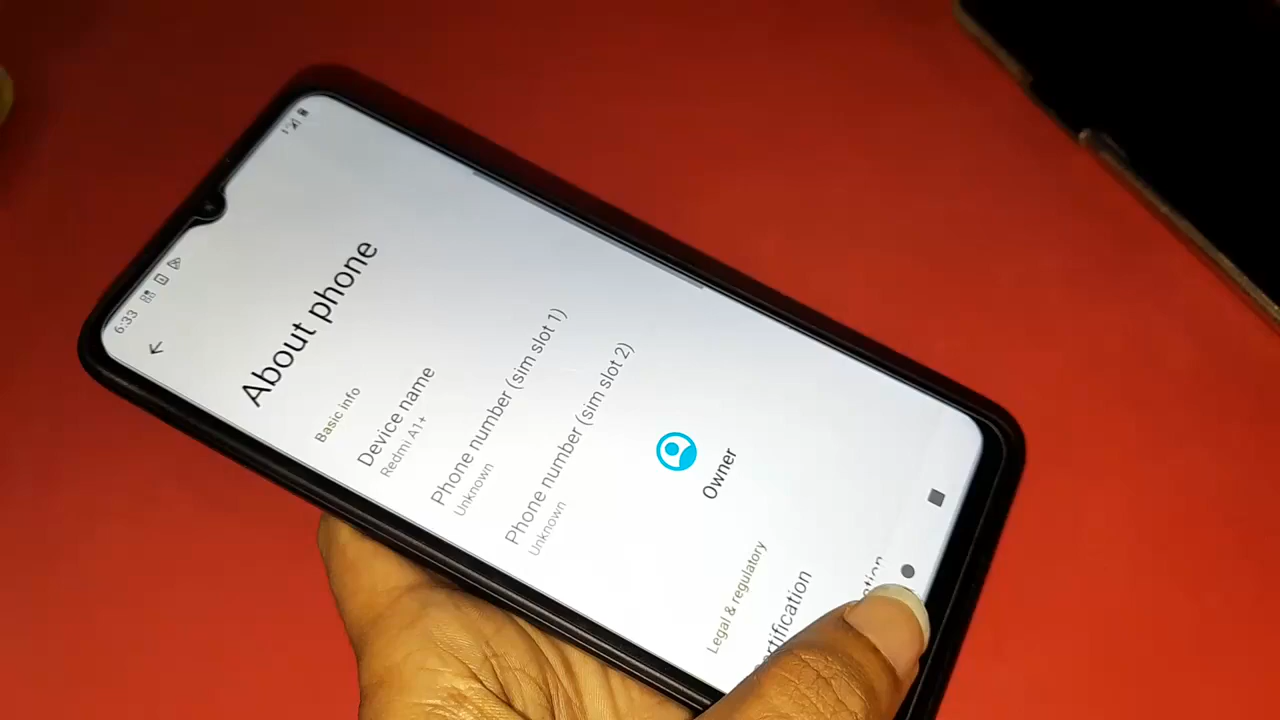 6:33
About phone
Basic info
Device name
Redmi A1+
Phone number (sim slot 1)
Unknown
Phone number (sim slot 2)
Unknown
Owner
Legal & regulatory